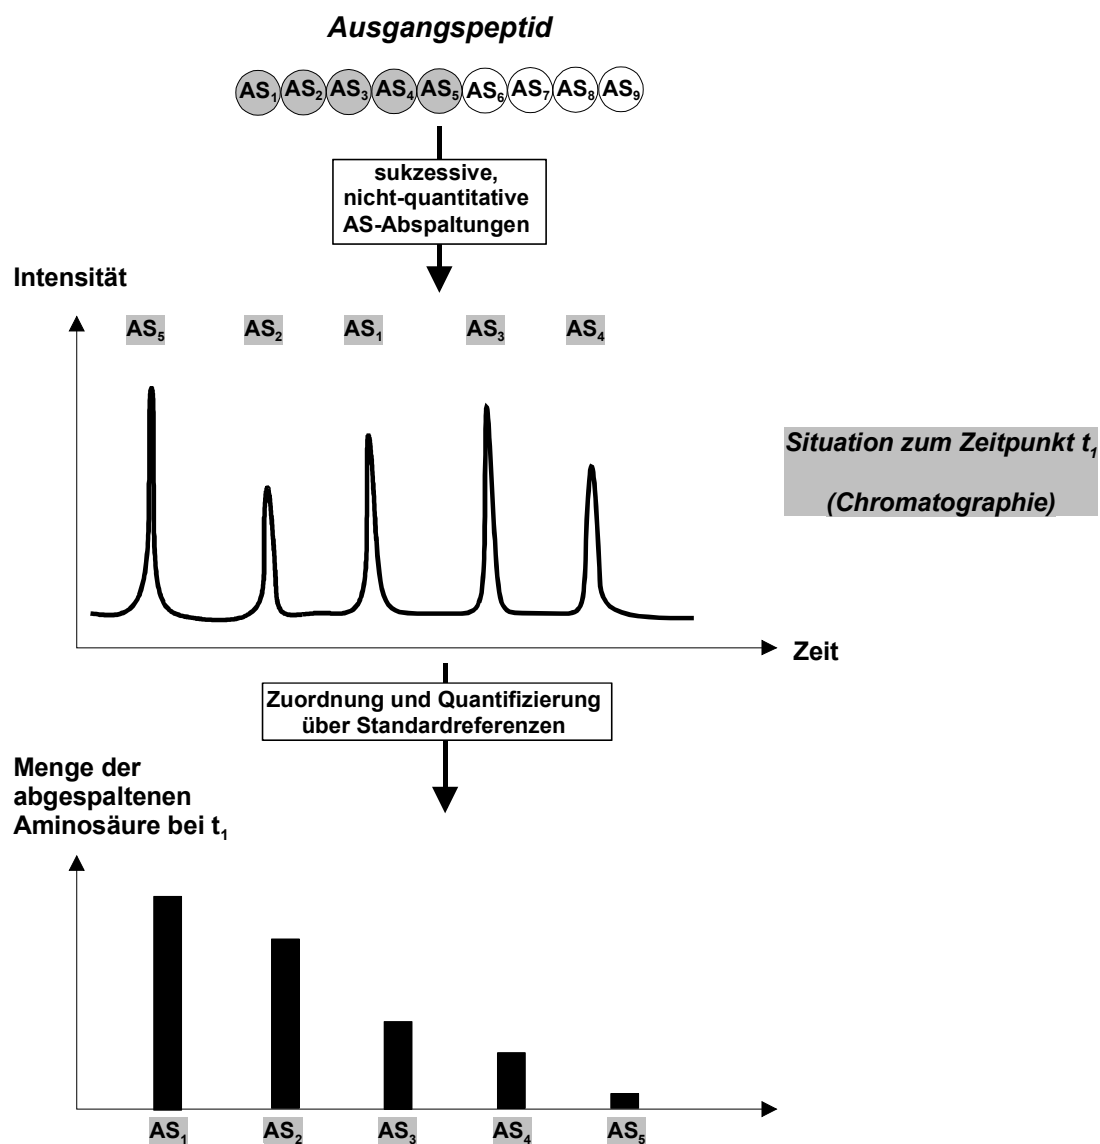 Ausgangspeptid
AS₁ AS₂ AS₃ AS₄ AS₅ AS₆ AS₇ AS₈ AS₉
sukzessive,
nicht-quantitative
AS-Abspaltungen
Intensität
AS₅ AS₂ AS₁ AS₃ AS₄
Situation zum Zeitpunkt t₁
(Chromatographie)
Zeit
Zuordnung und Quantifizierung
über Standardreferenzen
Menge der
abgespaltenen
Aminosäure bei t₁
AS₁ AS₂ AS₃ AS₄ AS₅